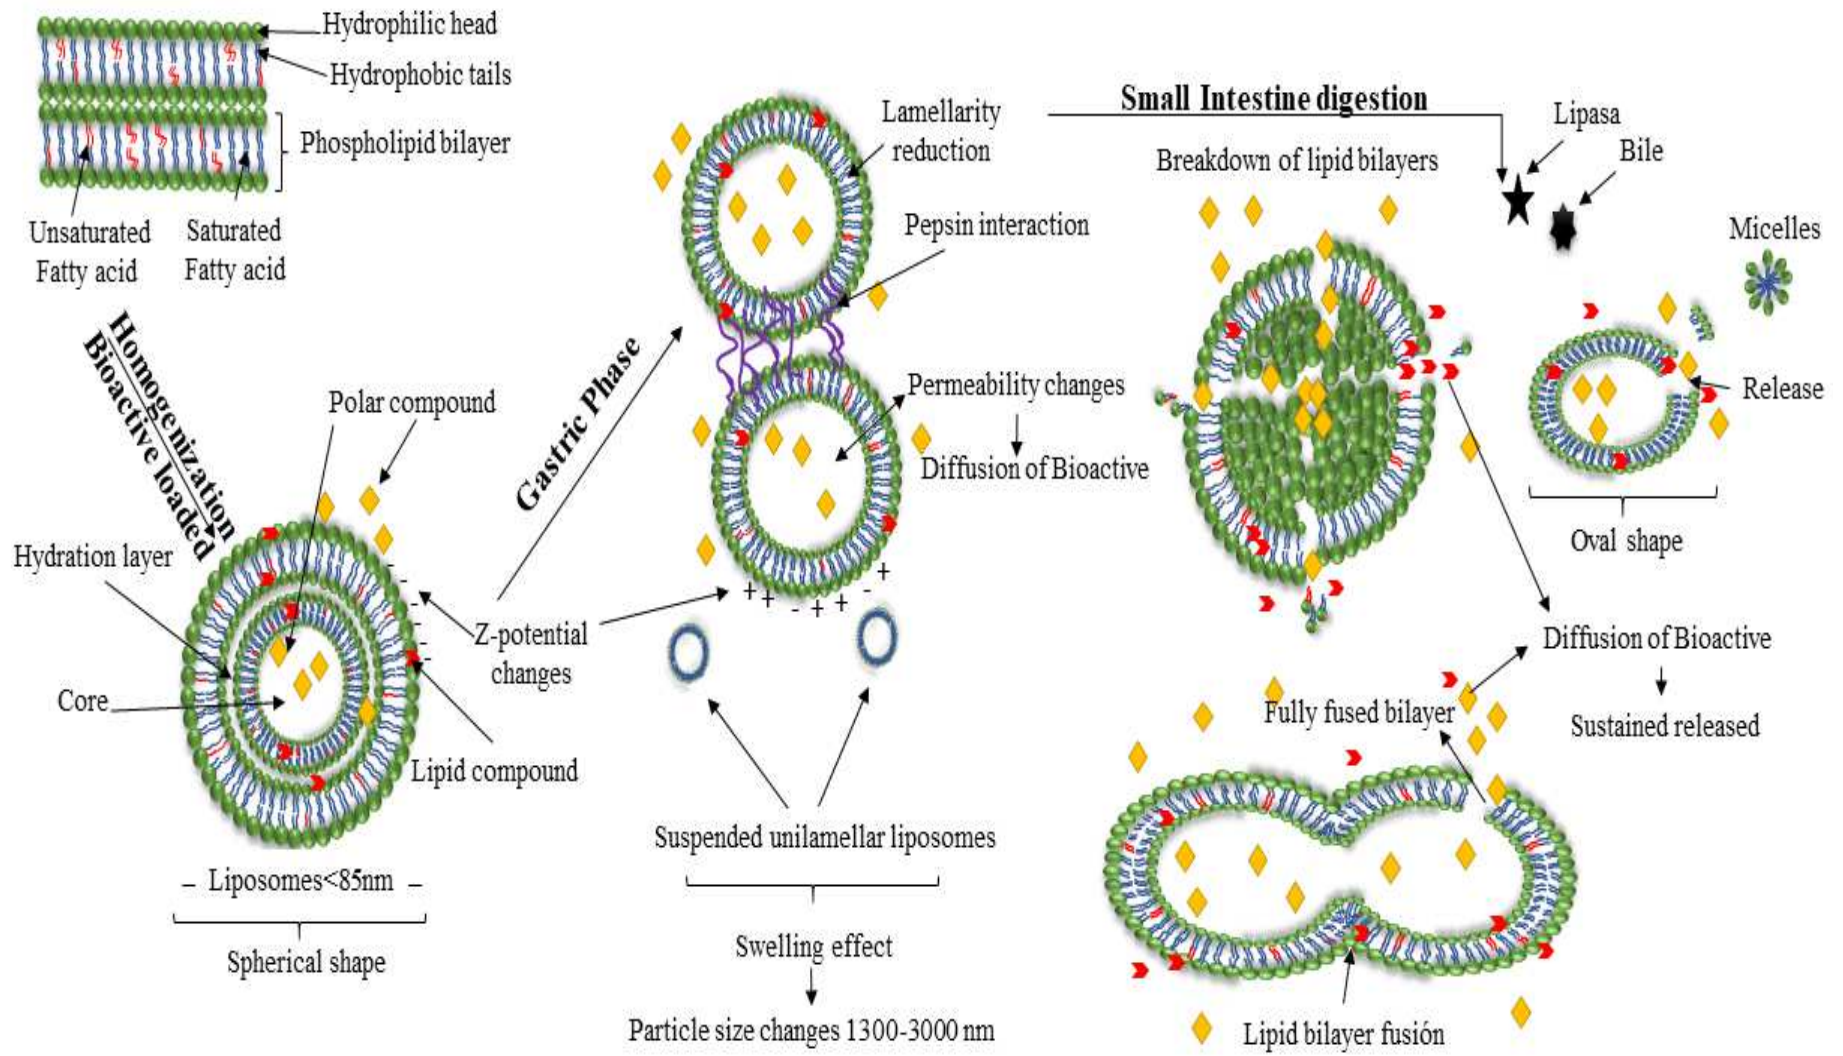 Hydrophilic head
Hydrophobic tails
Phospholipid bilayer
Unsaturated
Fatty acid
Saturated
Fatty acid
Homogenization
Bioactive loaded
Polar compound
Hydration layer
Core
Lipid compound
– Liposomes<85nm –
Spherical shape
Gastric Phase
Z-potential
changes
Lamellarity
reduction
Pepsin interaction
Permeability changes
Diffusion of Bioactive
+ + - + + - +
Suspended unilamellar liposomes
Swelling effect
Particle size changes 1300-3000 nm
Small Intestine digestion
Breakdown of lipid bilayers
Lipasa
Bile
Micelles
Release
Oval shape
Diffusion of Bioactive
Sustained released
Fully fused bilayer
Lipid bilayer fusión